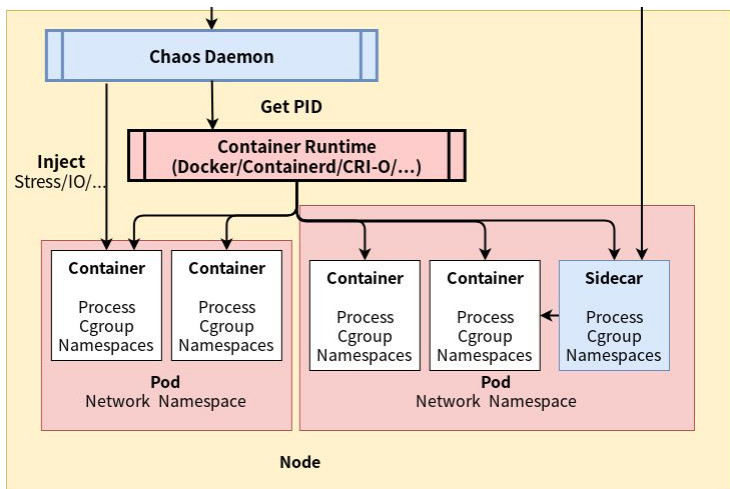 Chaos Daemon
Get PID
Container Runtime
(Docker/Containerd/CRI-O/...)
Inject
Stress/IO/...
Container
Process
Cgroup
Namespaces
Container
Process
Cgroup
Namespaces
Pod
Network Namespace
Container
Process
Cgroup
Namespaces
Container
Process
Cgroup
Namespaces
Sidecar
Process
Cgroup
Namespaces
Pod
Network Namespace
Node